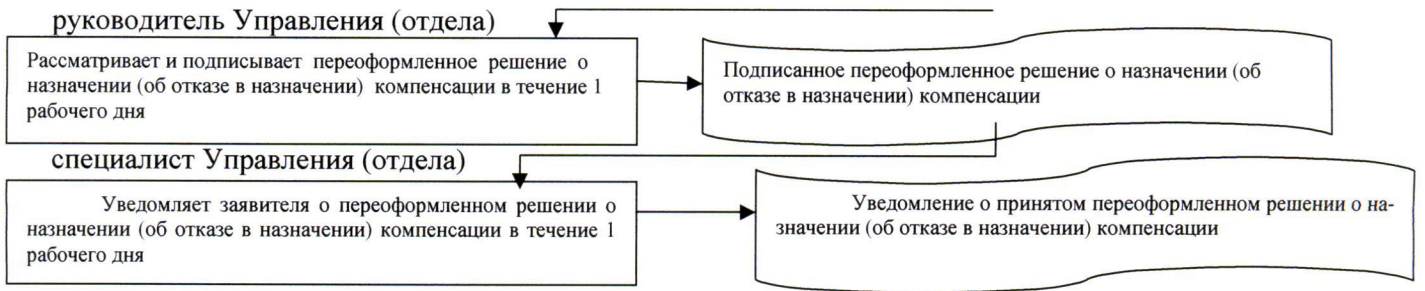 руководитель Управления (отдела)
Рассматривает и подписывает переоформленное решение о
назначении (об отказе в назначении) компенсации в течение 1
рабочего дня
Подписанное переоформленное решение о назначении (об
отказе в назначении) компенсации
специалист Управления (отдела)
Уведомляет заявителя о переоформленном решении о
назначении (об отказе в назначении) компенсации в течение 1
рабочего дня
Уведомление о принятом переоформленном решении о на-
значении (об отказе в назначении) компенсации